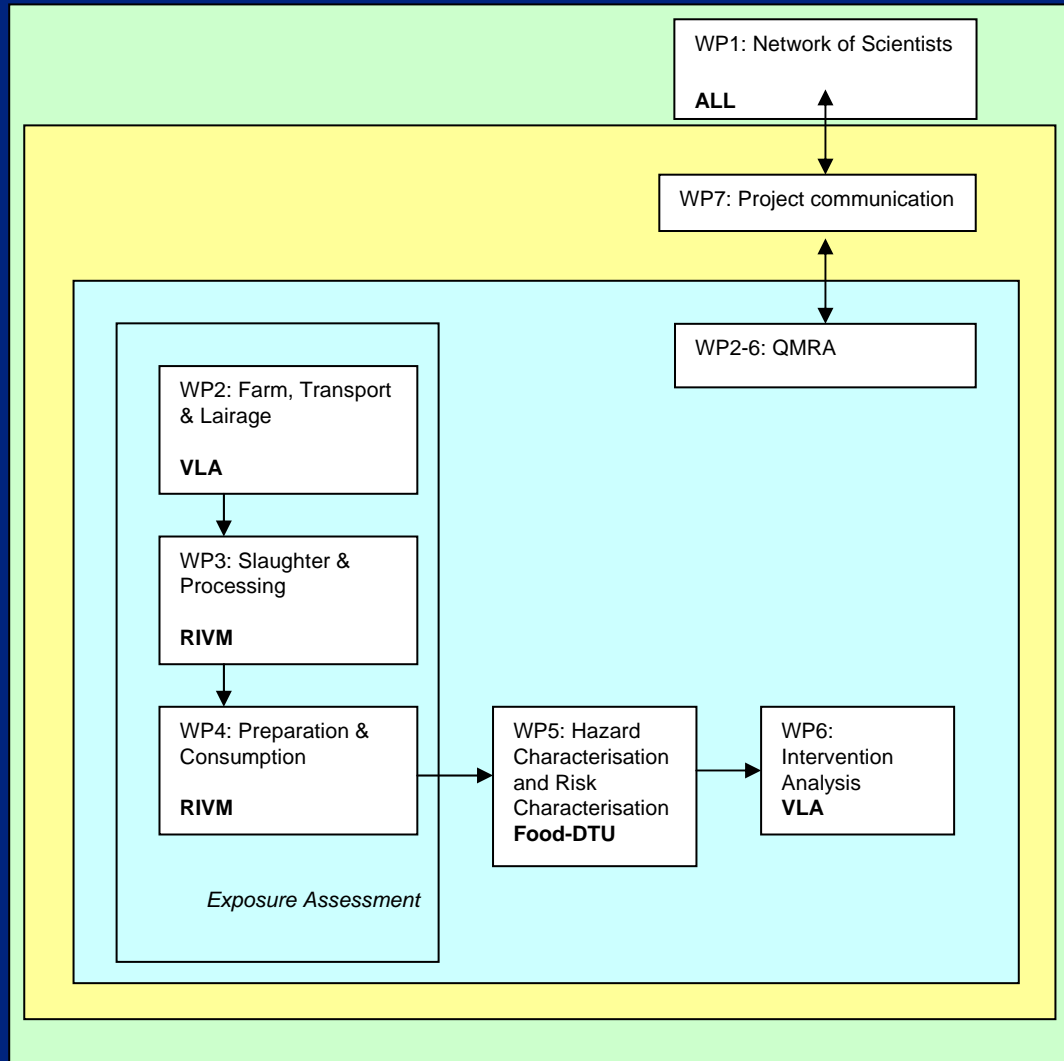 WP1: Network of Scientists
ALL
WP7: Project communication
WP2-6: QMRA
WP2: Farm, Transport
& Lairage
VLA
WP3: Slaughter &
Processing
RIVM
WP4: Preparation &
Consumption
RIVM
Exposure Assessment
WP5: Hazard
Characterisation
and Risk
Characterisation
Food-DTU
WP6:
Intervention
Analysis
VLA